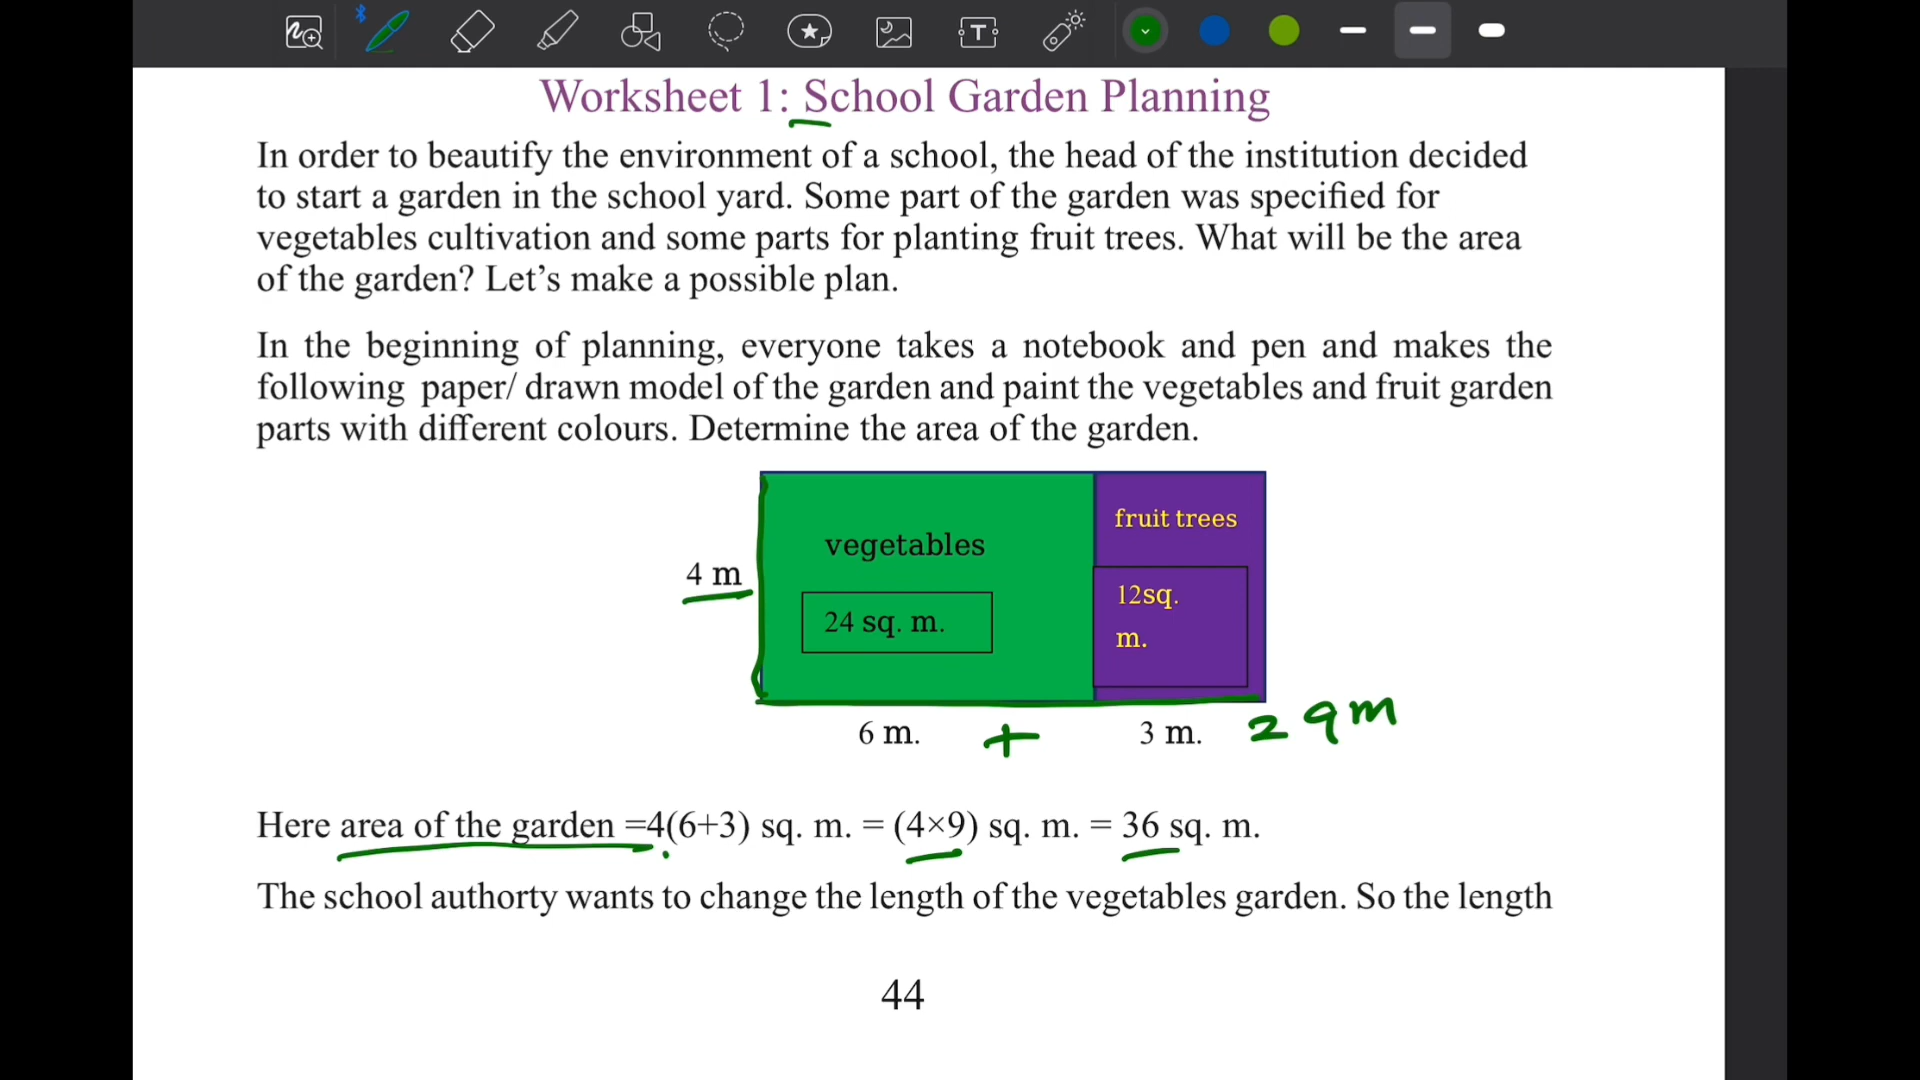 Worksheet 1: School Garden Planning
In order to beautify the environment of a school, the head of the institution decided
to start a garden in the school yard. Some part of the garden was specified for
vegetables cultivation and some parts for planting fruit trees. What will be the area
of the garden? Let’s make a possible plan.
In the beginning of planning, everyone takes a notebook and pen and makes the
following paper/ drawn model of the garden and paint the vegetables and fruit garden
parts with different colours. Determine the area of the garden.
fruit trees
vegetables
4 m
12sq.
m.
24 sq. m.
6 m. + 3 m. = 9 m
Here area of the garden =4(6+3) sq. m. = (4×9) sq. m. = 36 sq. m.
The school authorty wants to change the length of the vegetables garden. So the length
44